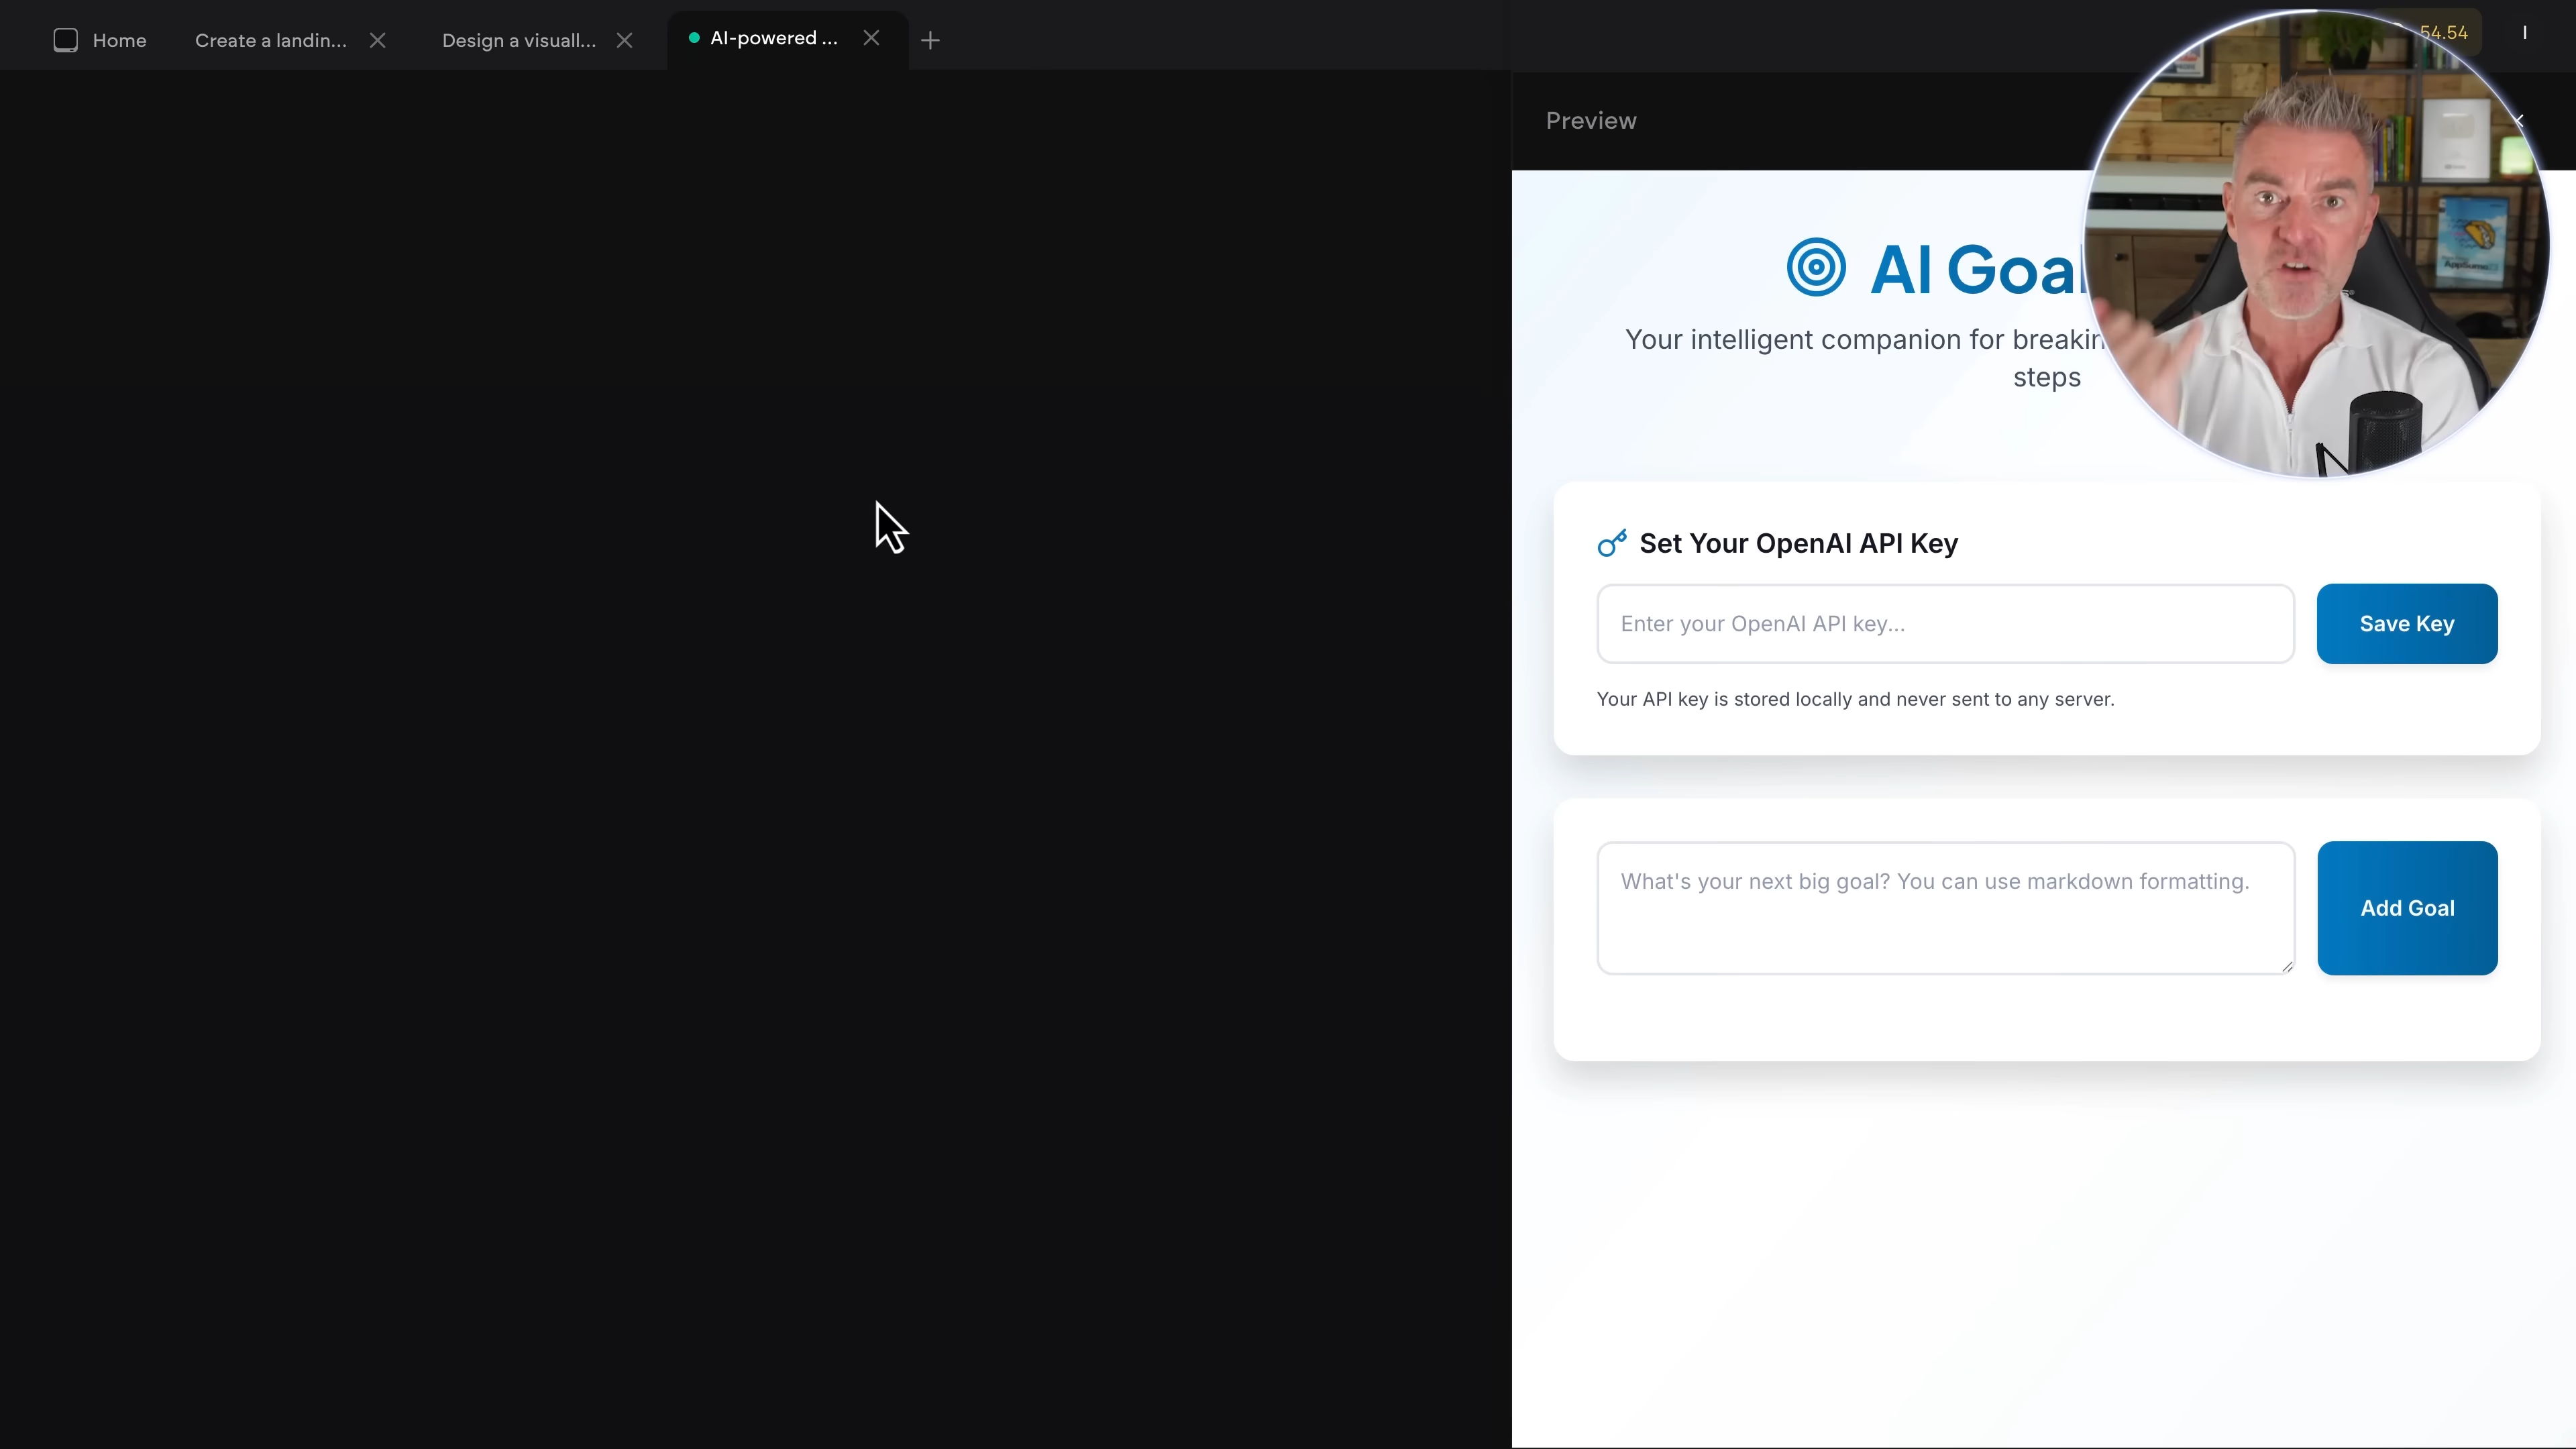 Home
Create a landin...
Design a visuall...
AI-powered ...
54.54
Preview
AI Goal
Your intelligent companion for
steps
Set Your OpenAI API Key
Enter your OpenAI API key...
Save Key
Your API key is stored locally and never sent to any server.
What's your next big goal? You can use markdown formatting.
Add Goal